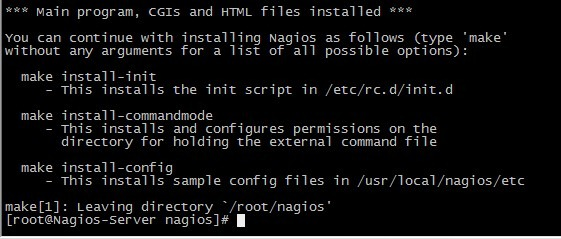 *** Main program, CGIs and HTML files installed ***
You can continue with installing Nagios as follows (type 'make'
without any arguments for a list of all possible options):
make install-init
- This installs the init script in /etc/rc.d/init.d
make install-commandmode
- This installs and configures permissions on the
directory for holding the external command file
make install-config
- This installs sample config files in /usr/local/nagios/etc
make[1]: Leaving directory `/root/nagios'
[root@Nagios-Server nagios]#